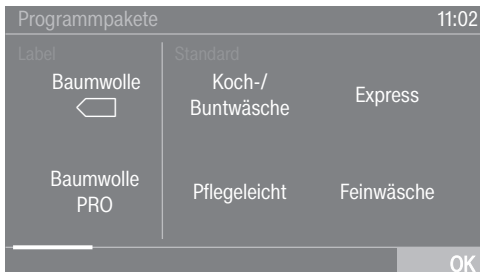 Programmpakete 11:02
Label Standard
Baumwolle
Koch-/
Buntwäsche
Express
Baumwolle
PRO
Pflegeleicht
Feinwäsche
OK